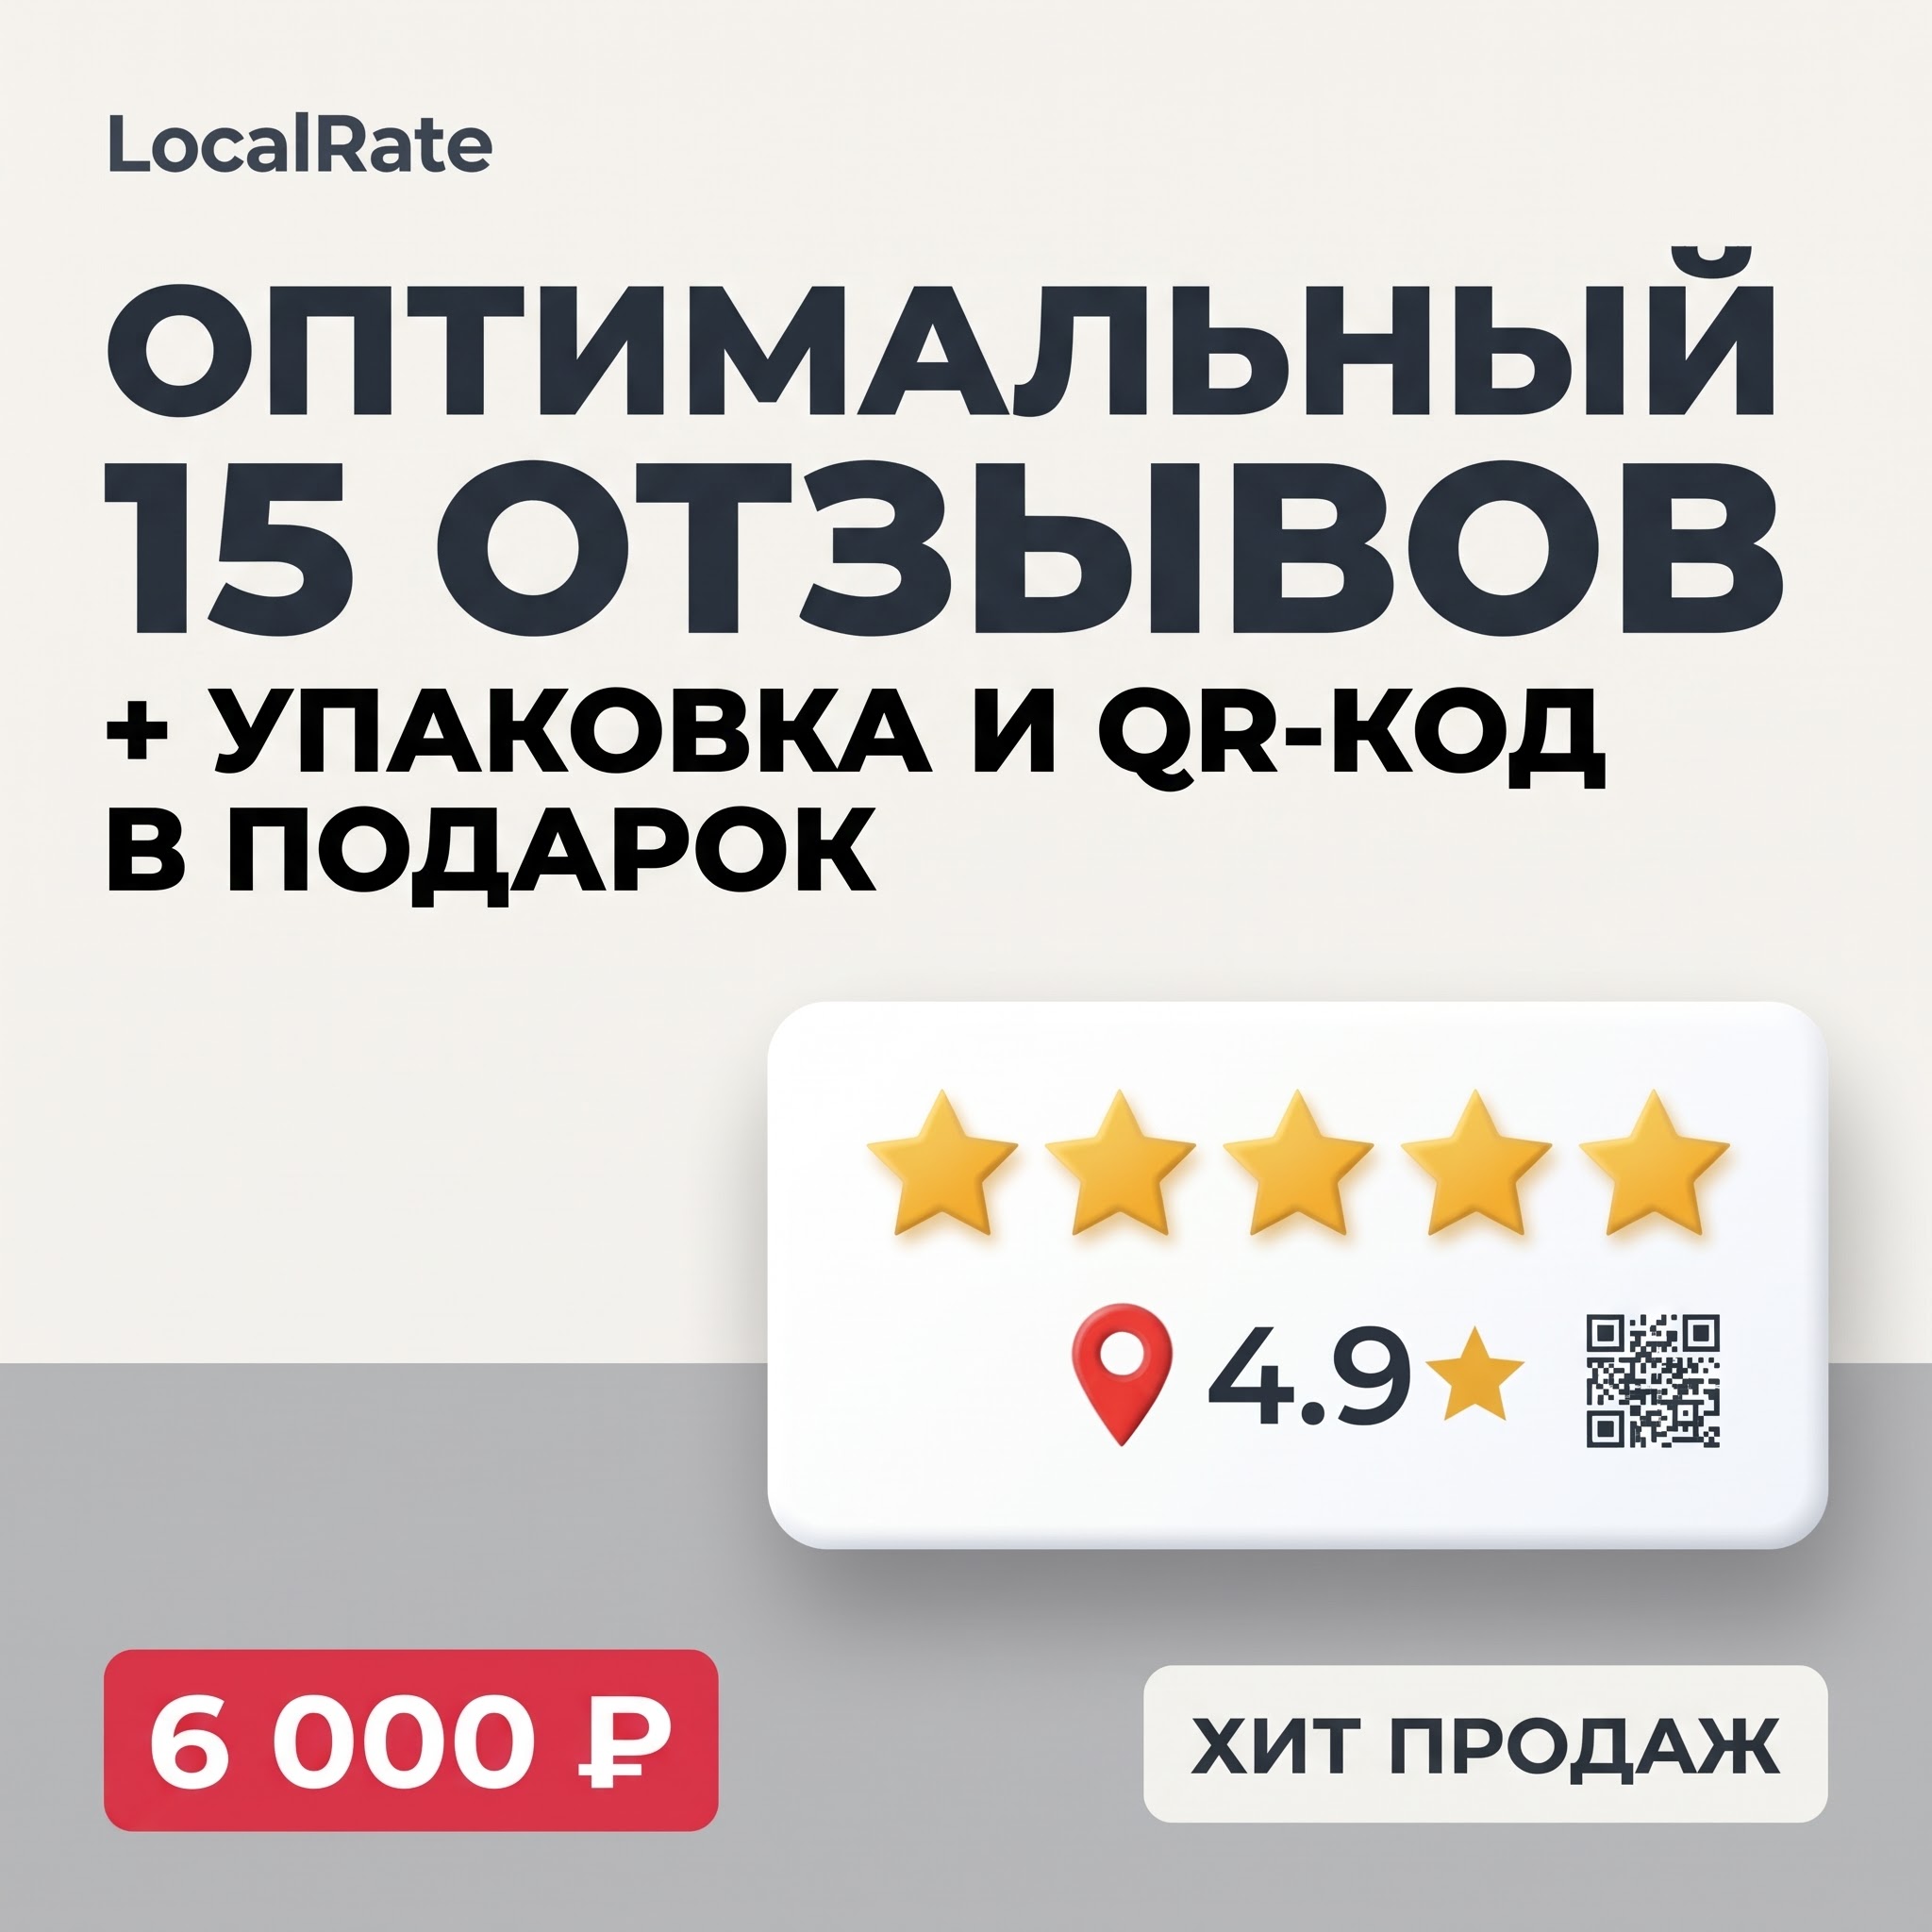 LocalRate
ОПТИМАЛЬНЫЙ
15 ОТЗЫВОВ
+ УПАКОВКА И QR-КОД
В ПОДАРОК
4.9
6 000 ₽
ХИТ ПРОДАЖ